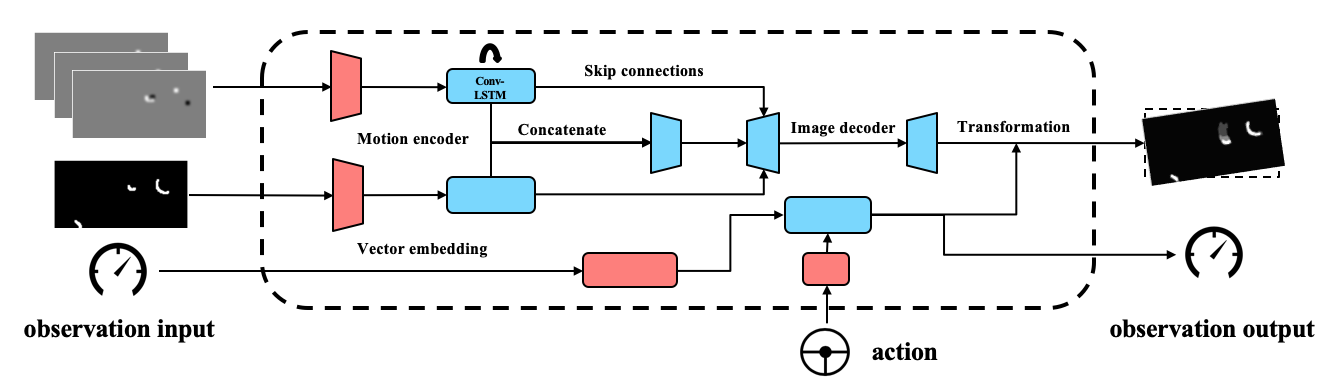 Skip connections
Conv-
LSTM
Motion encoder
Concatenate
Image decoder
Transformation
Vector embedding
observation input
observation output
action